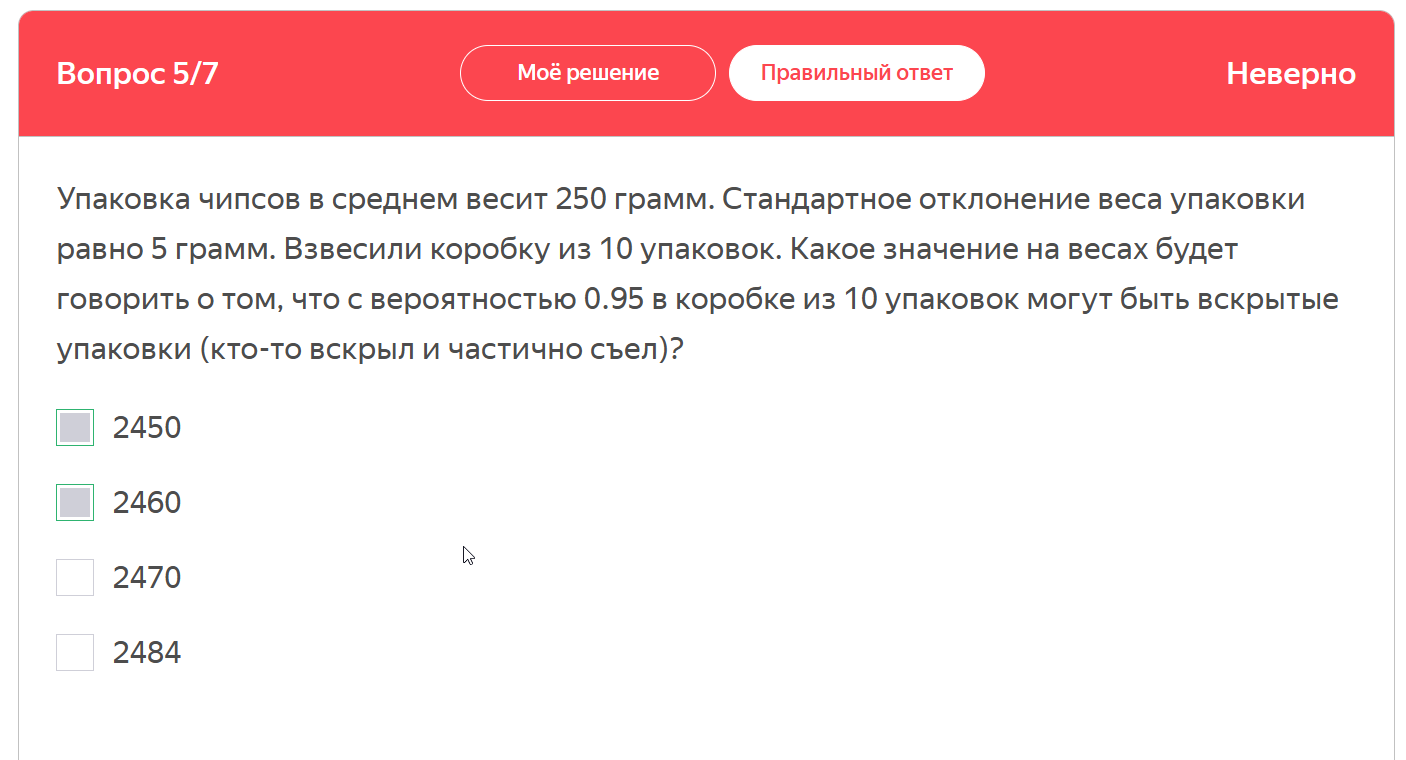 Вопрос 5/7
Моё решение
Правильный ответ
Неверно
Упаковка чипсов в среднем весит 250 грамм. Стандартное отклонение веса упаковки
равно 5 грамм. Взвесили коробку из 10 упаковок. Какое значение на весах будет
говорить о том, что с вероятностью 0.95 в коробке из 10 упаковок могут быть вскрытые
упаковки (кто-то вскрыл и частично съел)?
2450
2460
2470
2484